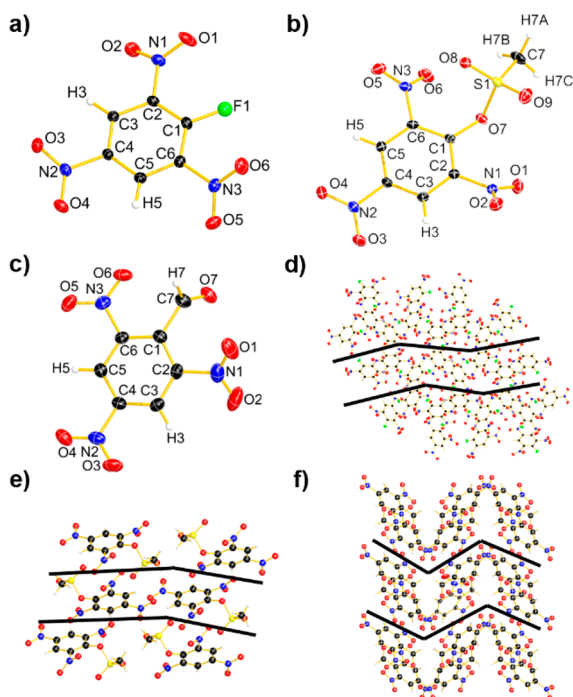 a)
O2 N1 O1
H3
F1
C3 C2
C1
O3
C4
C6
O6
N2
C5
N3
O4
H5
O5
b)
H7A
H7B
O8
C7
N3
O5
O6
S1
H7C
O9
O7
H5
C6
C1
C5
C2
O4
C4
C3
N1
O1
O2
N2
O3
H3
c)
O6
H7
O7
O5
N3
C7
C6
C1
O1
H5
C5
C2
N1
C4
C3
O2
O4
N2
H3
O3
d)
e)
f)